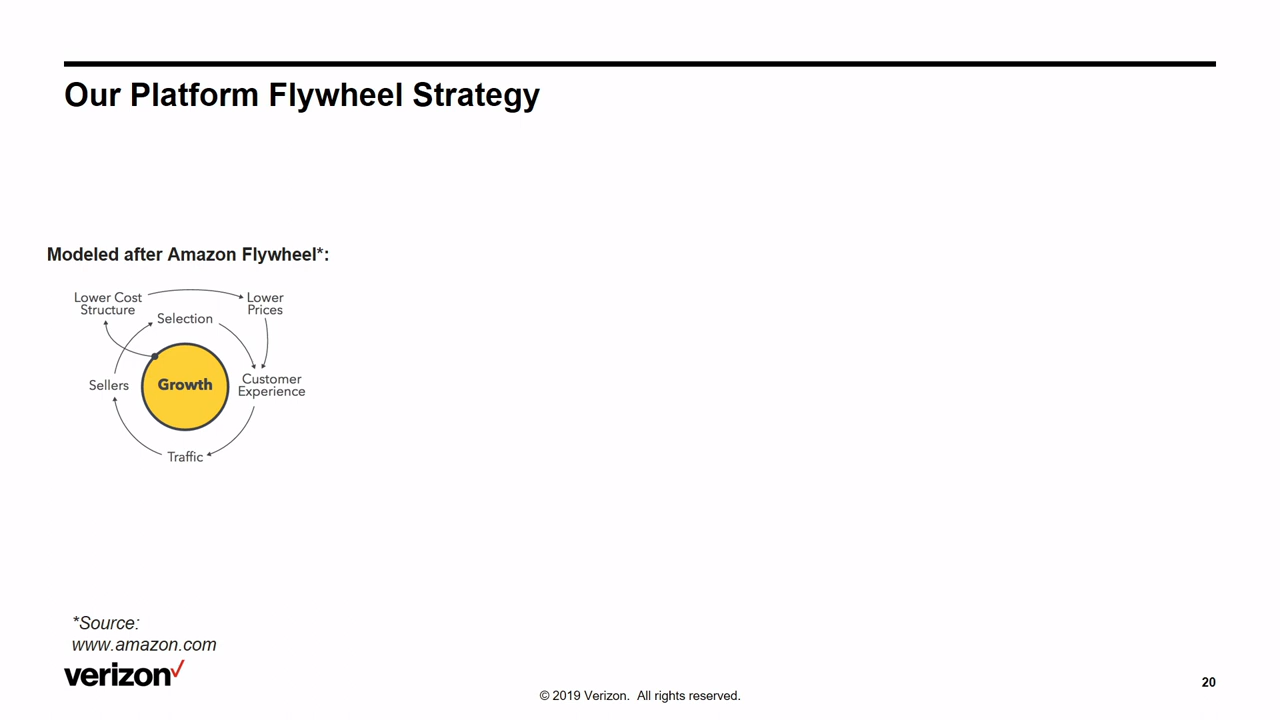 Our Platform Flywheel Strategy
Modeled after Amazon Flywheel*:
Lower Cost
Structure
Lower
Prices
Selection
Sellers
Growth
Customer
Experience
Traffic
*Source:
www.amazon.com
verizon✓
© 2019 Verizon.  All rights reserved.
20